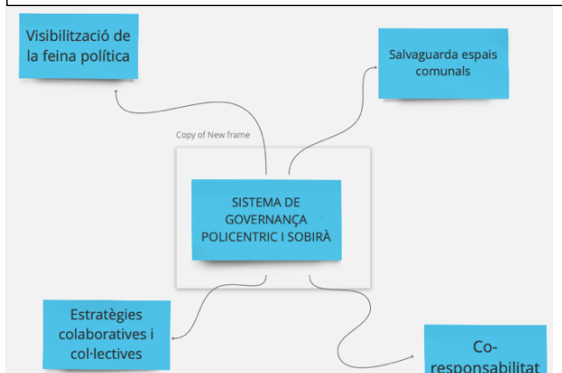 Visibilització de
la feina política
Salvaguarda espais
comunals
Copy of New frame
SISTEMA DE
GOVERNANÇA
POLICENTRIC I SOBIRÀ
Estratègies
colaboratives i
col·lectives
Co-
responsabilitat